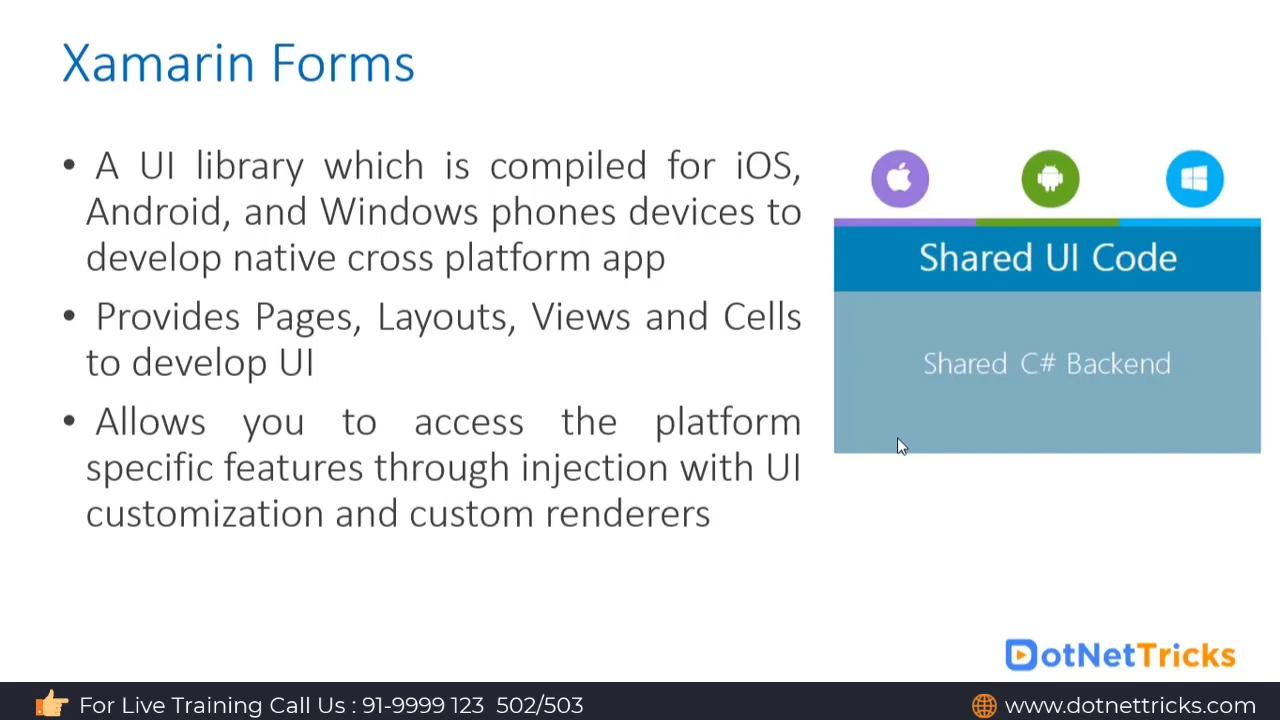 Xamarin Forms
• A UI library which is compiled for iOS,
Android, and Windows phones devices to
develop native cross platform app
• Provides Pages, Layouts, Views and Cells
to develop UI
• Allows you to access the platform
specific features through injection with UI
customization and custom renderers
Shared UI Code
Shared C# Backend
DotNetTricks
For Live Training Call Us : 91-9999 123 502/503
www.dotnettricks.com